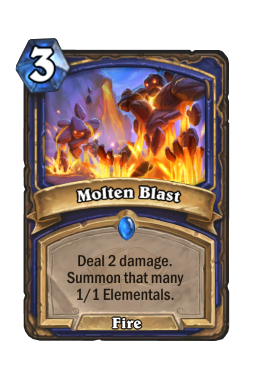 3
Molten Blast
Deal 2 damage.
Summon that many
1/1 Elementals.
Fire